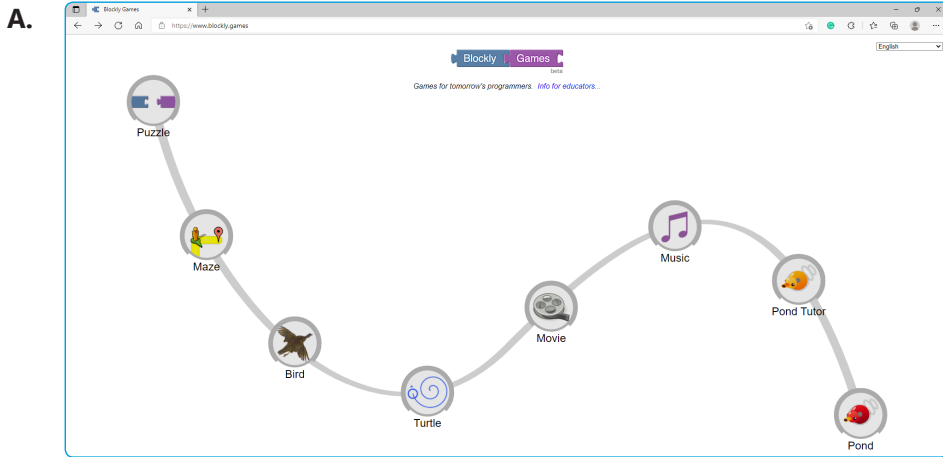 A.
Blockly Games
https://www.blockly.games
English
Blockly Games
beta
Games for tomorrow's programmers. Info for educators...
Puzzle
Maze
Bird
Turtle
Movie
Music
Pond Tutor
Pond